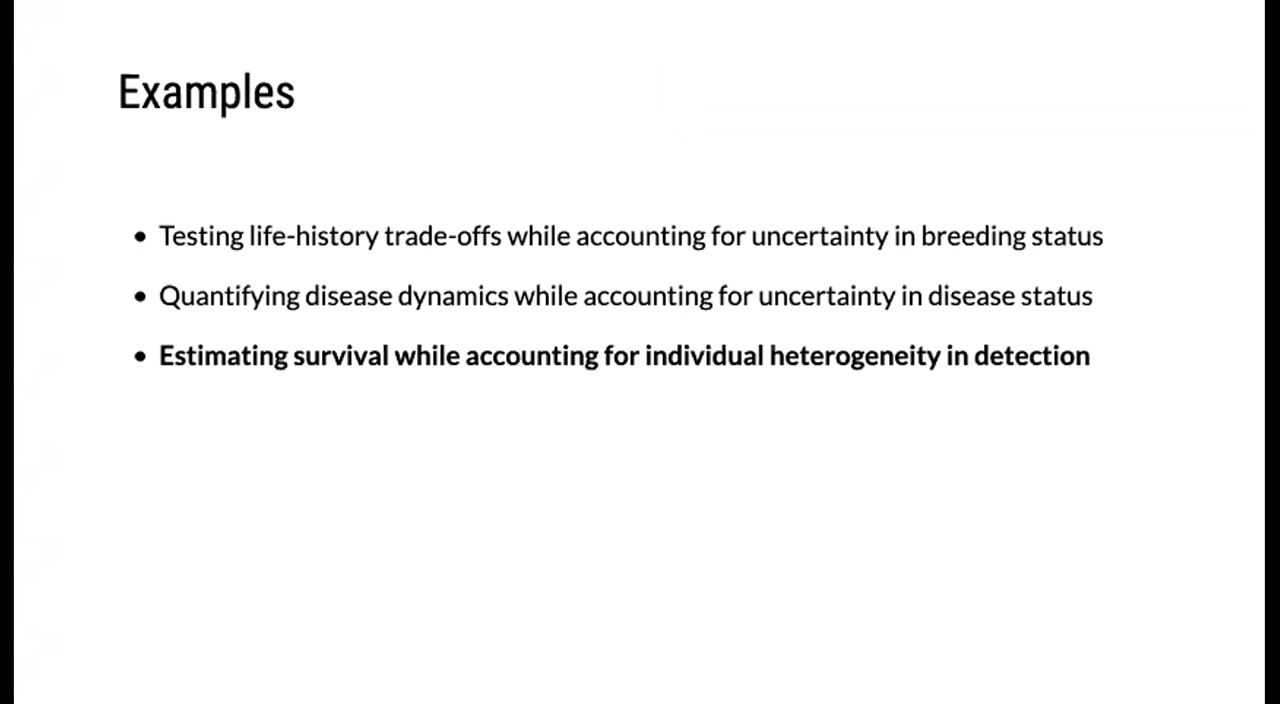 Examples
• Testing life-history trade-offs while accounting for uncertainty in breeding status
• Quantifying disease dynamics while accounting for uncertainty in disease status
• Estimating survival while accounting for individual heterogeneity in detection